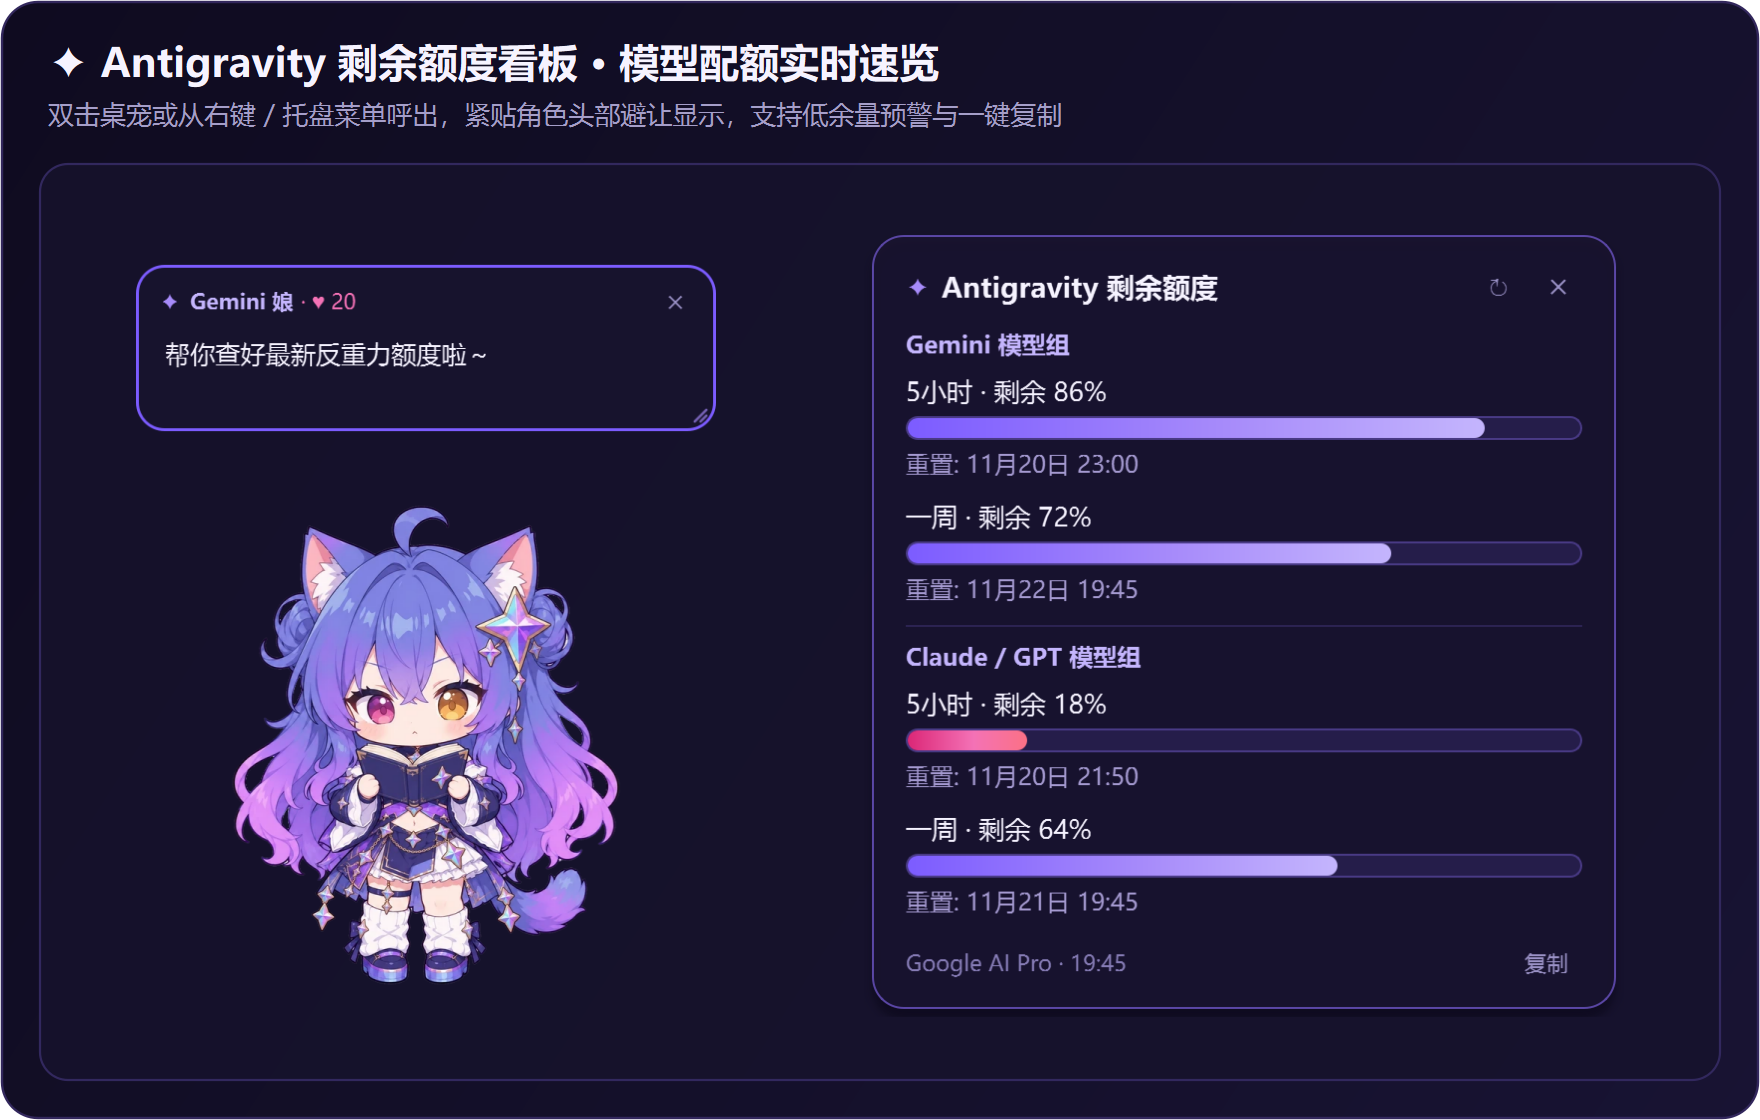 ✦ Antigravity 剩余额度看板 • 模型配额实时速览
双击桌宠或从右键 / 托盘菜单呼出，紧贴角色头部避让显示，支持低余量预警与一键复制
✦ Gemini 娘 · ♥ 20
帮你查好最新反重力额度啦～
✦ Antigravity 剩余额度
Gemini 模型组
5小时 · 剩余 86%
重置: 11月20日 23:00
一周 · 剩余 72%
重置: 11月22日 19:45
Claude / GPT 模型组
5小时 · 剩余 18%
重置: 11月20日 21:50
一周 · 剩余 64%
重置: 11月21日 19:45
Google AI Pro · 19:45
复制